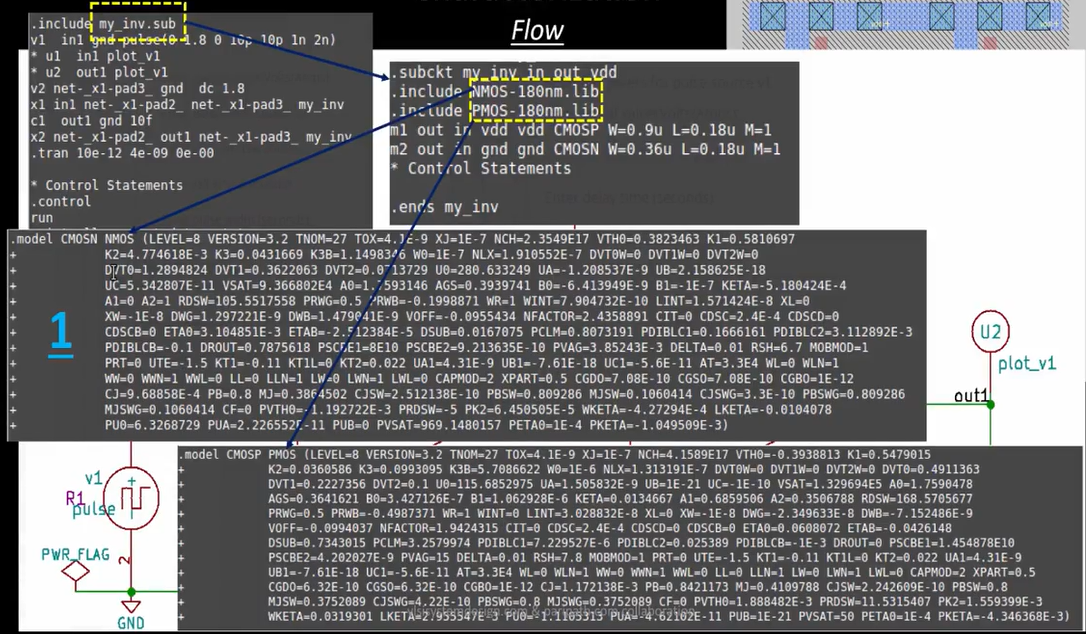 Flow
.include my_inv.sub
v1 in1 gnd pulse(0 1.8 0 10p 10p 1n 2n)
* u1 in1 plot_v1
* u2 out1 plot_v1
v2 net-_x1-pad3_ gnd dc 1.8
x1 in1 net-_x1-pad2_ net-_x1-pad3_ my_inv
c1 out1 gnd 10f
x2 net-_x1-pad2_ out1 net-_x1-pad3_ my_inv
.tran 10e-12 4e-09 0e-00
* Control Statements
.control
run
.subckt my_inv in out vdd
.include NMOS-180nm.lib
.include PMOS-180nm.lib
m1 out in vdd vdd CMOSP W=0.9u L=0.18u M=1
m2 out in gnd gnd CMOSN W=0.36u L=0.18u M=1
* Control Statements
.ends my_inv
.model CMOSN NMOS (LEVEL=8 VERSION=3.2 TNOM=27 TOX=4.1E-9 XJ=1E-7 NCH=2.3549E17 VTH0=0.3823463 K1=0.5810697
+ K2=4.774618E-3 K3=0.0431669 K3B=1.1498346 W0=1E-7 NLX=1.910552E-7 DVT0W=0 DVT1W=0 DVT2W=0
+ DVT0=1.2894824 DVT1=0.3622063 DVT2=0.0713729 U0=280.633249 UA=-1.208537E-9 UB=2.158625E-18
+ UC=5.342807E-11 VSAT=9.366802E4 A0=1.7593146 AGS=0.3939741 B0=-6.413949E-9 B1=-1E-7 KETA=-5.180424E-4
+ A1=0 A2=1 RDSW=105.5517558 PRWG=0.5 PRWB=-0.1998871 WR=1 WINT=7.904732E-10 LINT=1.571424E-8 XL=0
+ XW=-1E-8 DWG=1.297221E-9 DWB=1.479041E-9 VOFF=-0.0955434 NFACTOR=2.4358891 CIT=0 CDSC=2.4E-4 CDSCD=0
+ CDSCB=0 ETA0=3.104851E-3 ETAB=-2.512384E-5 DSUB=0.0167075 PCLM=0.8073191 PDIBLC1=0.1666161 PDIBLC2=3.112892E-3
+ PDIBLCB=-0.1 DROUT=0.7875618 PSCBE1=8E10 PSCBE2=9.213635E-10 PVAG=3.85243E-3 DELTA=0.01 RSH=6.7 MOBMOD=1
+ PRT=0 UTE=-1.5 KT1=-0.11 KT1L=0 KT2=0.022 UA1=4.31E-9 UB1=-7.61E-18 UC1=-5.6E-11 AT=3.3E4 WL=0 WLN=1
+ WW=0 WWN=1 WWL=0 LL=0 LLN=1 LW=0 LWN=1 LWL=0 CAPMOD=2 XPART=0.5 CGDO=7.08E-10 CGSO=7.08E-10 CGBO=1E-12
+ CJ=9.68858E-4 PB=0.8 MJ=0.3864502 CJSW=2.512138E-10 PBSW=0.809286 MJSW=0.1060414 CJSWG=3.3E-10 PBSWG=0.809286
+ MJSWG=0.1060414 CF=0 PVTH0=-1.192722E-3 PRDSW=-5 PK2=6.450505E-5 WKETA=-4.27294E-4 LKETA=-0.0104078
+ PU0=6.3268729 PUA=2.226552E-11 PUB=0 PVSAT=969.1480157 PETA0=1E-4 PKETA=-1.049509E-3)
1
.model CMOSP PMOS (LEVEL=8 VERSION=3.2 TNOM=27 TOX=4.1E-9 XJ=1E-7 NCH=4.1589E17 VTH0=-0.3938813 K1=0.5479015
+ K2=0.0360586 K3=0.0993095 K3B=5.7086622 W0=1E-6 NLX=1.313191E-7 DVT0W=0 DVT1W=0 DVT2W=0 DVT0=0.4911363
+ DVT1=0.2227356 DVT2=0.1 U0=115.6852975 UA=1.505832E-9 UB=1E-21 UC=-1E-10 VSAT=1.329694E5 A0=1.7590478
+ AGS=0.3641621 B0=3.427126E-7 B1=1.062928E-6 KETA=0.0134667 A1=0.6859506 A2=0.3506788 RDSW=168.5705677
+ PRWG=0.5 PRWB=-0.4987371 WR=1 WINT=0 LINT=3.028832E-8 XL=0 XW=-1E-8 DWG=-2.349633E-8 DWB=-7.152486E-9
+ VOFF=-0.0994037 NFACTOR=1.9424315 CIT=0 CDSC=2.4E-4 CDSCD=0 CDSCB=0 ETA0=0.0608072 ETAB=-0.0426148
+ DSUB=0.7343015 PCLM=3.2579974 PDIBLC1=7.229527E-6 PDIBLC2=0.025389 PDIBLCB=-1E-3 DROUT=0 PSCBE1=1.454878E10
+ PSCBE2=4.202027E-9 PVAG=15 DELTA=0.01 RSH=7.8 MOBMOD=1 PRT=0 UTE=-1.5 KT1=-0.11 KT1L=0 KT2=0.022 UA1=4.31E-9
+ UB1=-7.61E-18 UC1=-5.6E-11 AT=3.3E4 WL=0 WLN=1 WW=0 WWN=1 WWL=0 LL=0 LLN=1 LW=0 LWN=1 LWL=0 CAPMOD=2 XPART=0.5
+ CGDO=6.32E-10 CGSO=6.32E-10 CGBO=1E-12 CJ=1.172138E-3 PB=0.8421173 MJ=0.4109788 CJSW=2.242609E-10 PBSW=0.8
+ MJSW=0.3752089 CJSWG=4.22E-10 PBSWG=0.8 MJSWG=0.3752089 CF=0 PVTH0=1.888482E-3 PRDSW=11.5315407 PK2=1.559399E-3
+ WKETA=0.0319301 LKETA=2.955547E-3 PU0=-1.1105313 PUA=-4.62102E-11 PUB=1E-21 PVSAT=50 PETA0=1E-4 PKETA=-4.346368E-3)
U2
plot_v1
out1
v1
R1
pulse
PWR_FLAG
2
GND